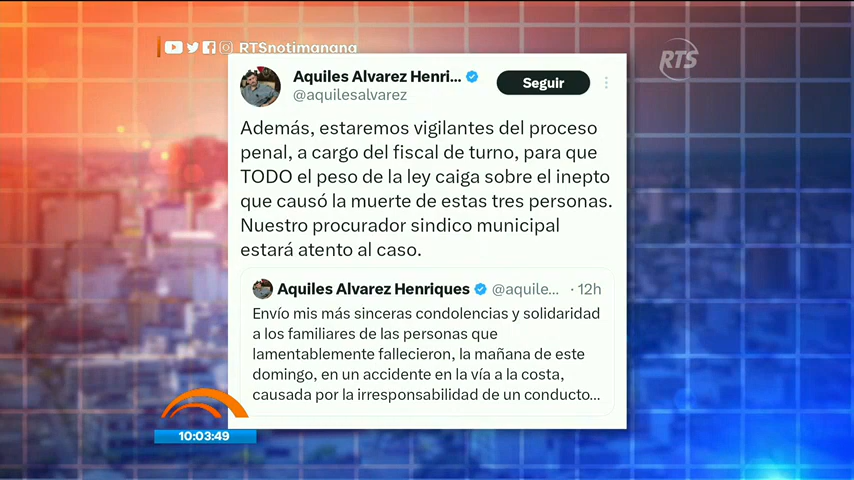 RTSnotimanana
RTS
Aquiles Alvarez Henri...
@aquilesalvarez
Seguir
Además, estaremos vigilantes del proceso
penal, a cargo del fiscal de turno, para que
TODO el peso de la ley caiga sobre el inepto
que causó la muerte de estas tres personas.
Nuestro procurador sindico municipal
estará atento al caso.
Aquiles Alvarez Henriques @aquile... · 12h
Envío mis más sinceras condolencias y solidaridad
a los familiares de las personas que
lamentablemente fallecieron, la mañana de este
domingo, en un accidente en la vía a la costa,
causada por la irresponsabilidad de un conducto...
10:03:49